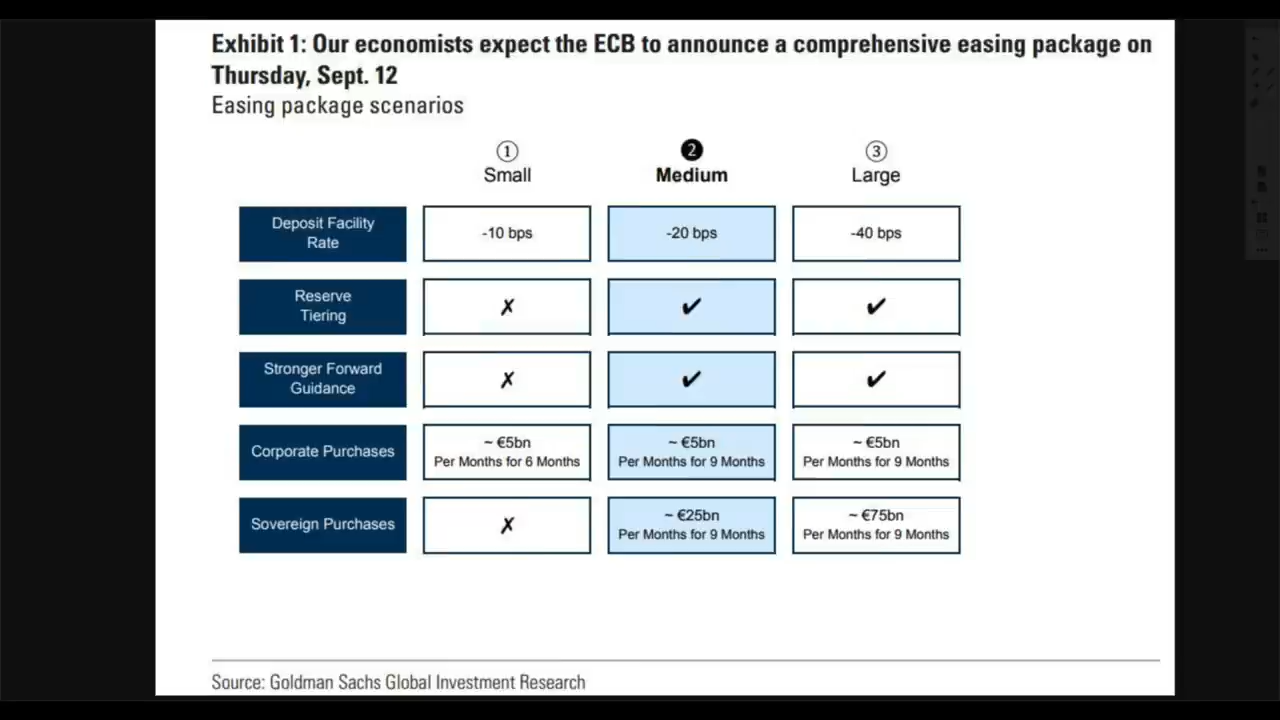 Exhibit 1: Our economists expect the ECB to announce a comprehensive easing package on
Thursday, Sept. 12
Easing package scenarios
① ❷ ③
Small Medium Large
Deposit Facility
Rate
-10 bps -20 bps -40 bps
Reserve
Tiering
✗ ✔ ✔
Stronger Forward
Guidance
✗ ✔ ✔
Corporate Purchases
~ €5bn
Per Months for 6 Months
~ €5bn
Per Months for 9 Months
~ €5bn
Per Months for 9 Months
Sovereign Purchases
✗
~ €25bn
Per Months for 9 Months
~ €75bn
Per Months for 9 Months
Source: Goldman Sachs Global Investment Research